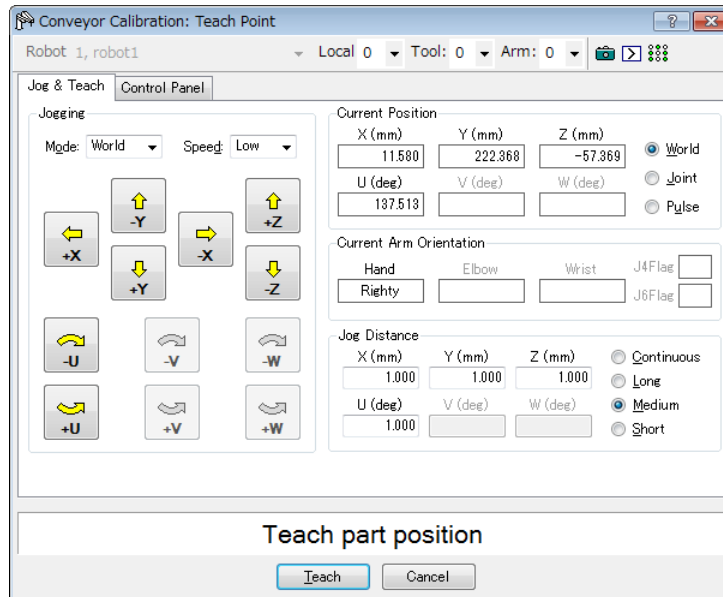 Conveyor Calibration: Teach Point
Robot 1, robot1 Local 0 Tool: 0 Arm: 0
Jog & Teach Control Panel
Jogging
Mode: World Speed: Low
-Y +Z
+X -X
+Y -Z
-U -V -W
+U +V +W
Current Position
X (mm) Y (mm) Z (mm)
11.580 222.368 -57.369
World
U (deg) V (deg) W (deg)
Joint
137.513
Pulse
Current Arm Orientation
Hand Elbow Wrist J4Flag
Righty J6Flag
Jog Distance
X (mm) Y (mm) Z (mm) Continuous
1.000 1.000 1.000
Long
U (deg) V (deg) W (deg) Medium
1.000 Short
Teach part position
Teach Cancel